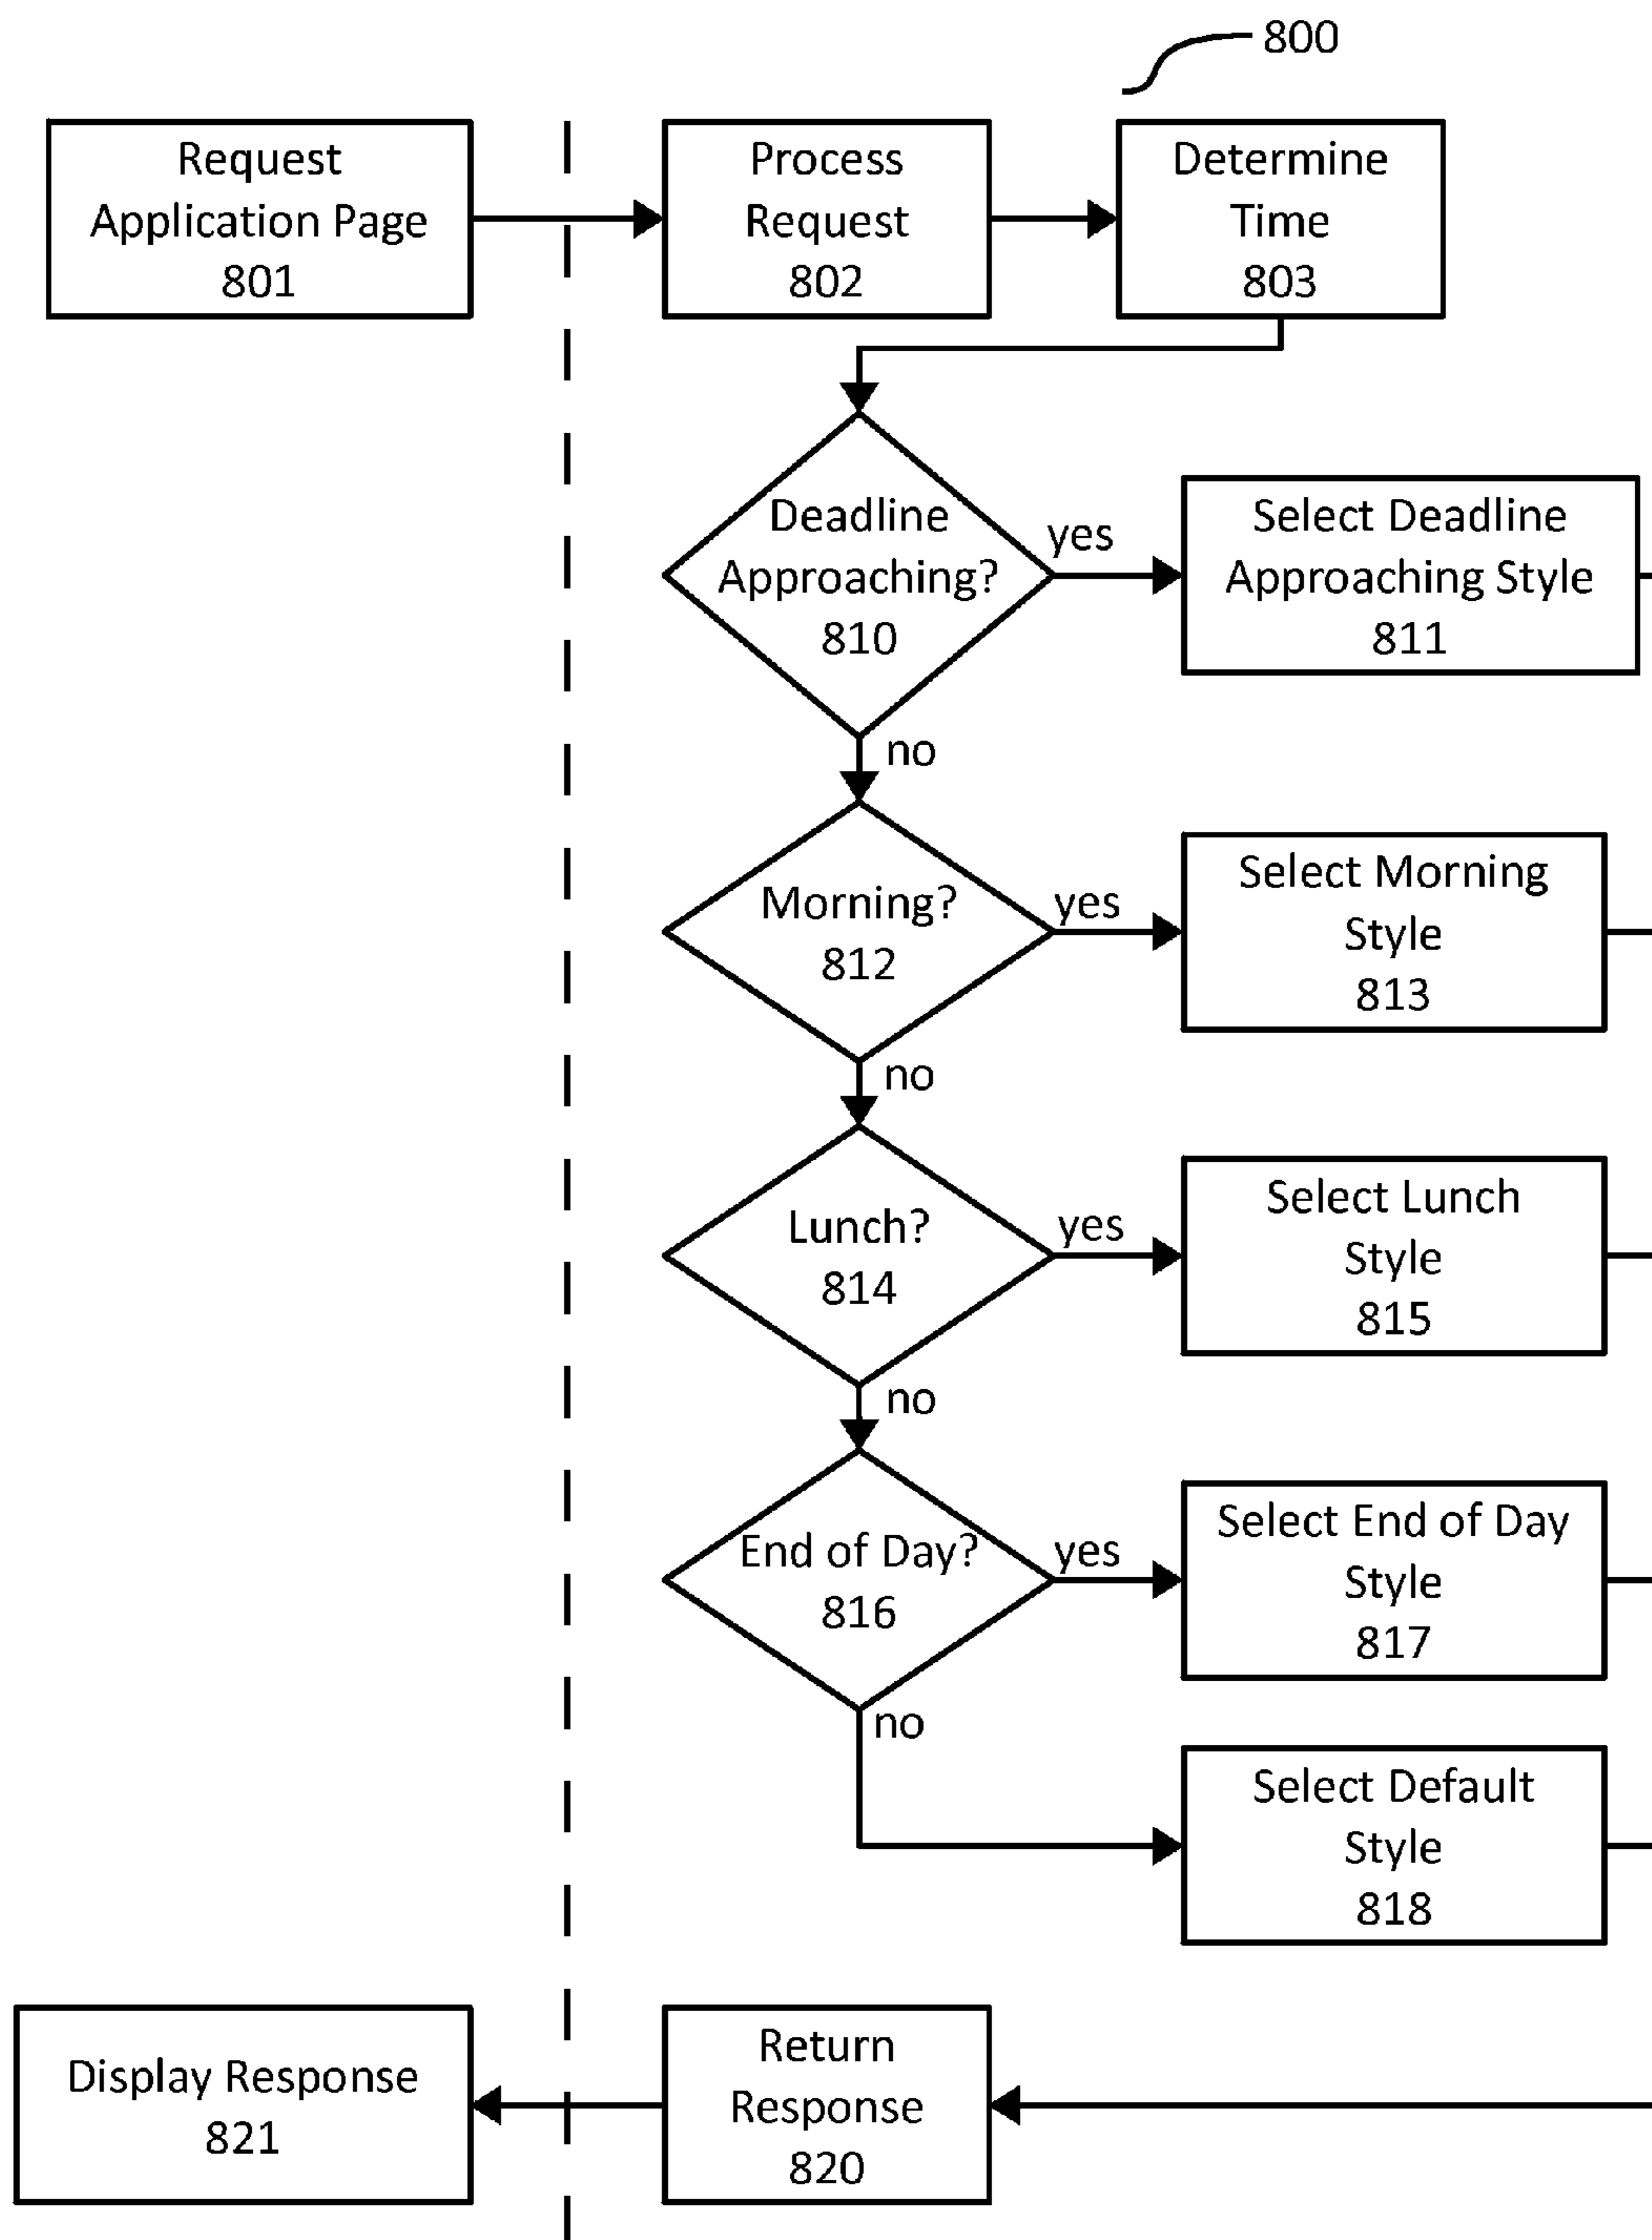 800
Request
Application Page
801
Process
Request
802
Determine
Time
803
Deadline
Approaching?
810
yes
Select Deadline
Approaching Style
811
no
Morning?
812
yes
Select Morning
Style
813
no
Lunch?
814
yes
Select Lunch
Style
815
no
End of Day?
816
yes
Select End of Day
Style
817
no
Select Default
Style
818
Display Response
821
Return
Response
820